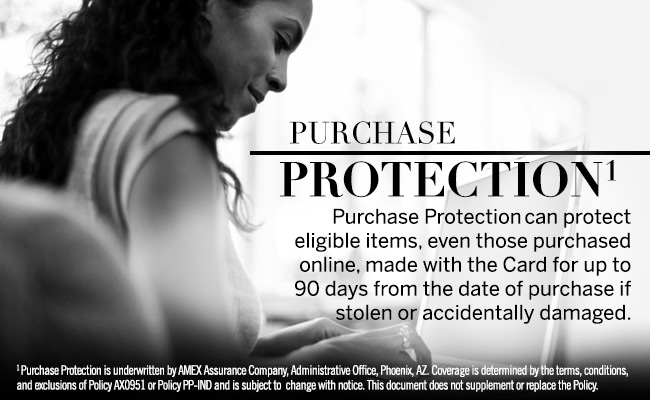 PURCHASE
PROTECTION¹
Purchase Protection can protect
eligible items, even those purchased
online, made with the Card for up to
90 days from the date of purchase if
stolen or accidentally damaged.
¹ Purchase Protection is underwritten by AMEX Assurance Company, Administrative Office, Phoenix, AZ. Coverage is determined by the terms, conditions,
and exclusions of Policy AX0951 or Policy PP-IND and is subject to change with notice. This document does not supplement or replace the Policy.